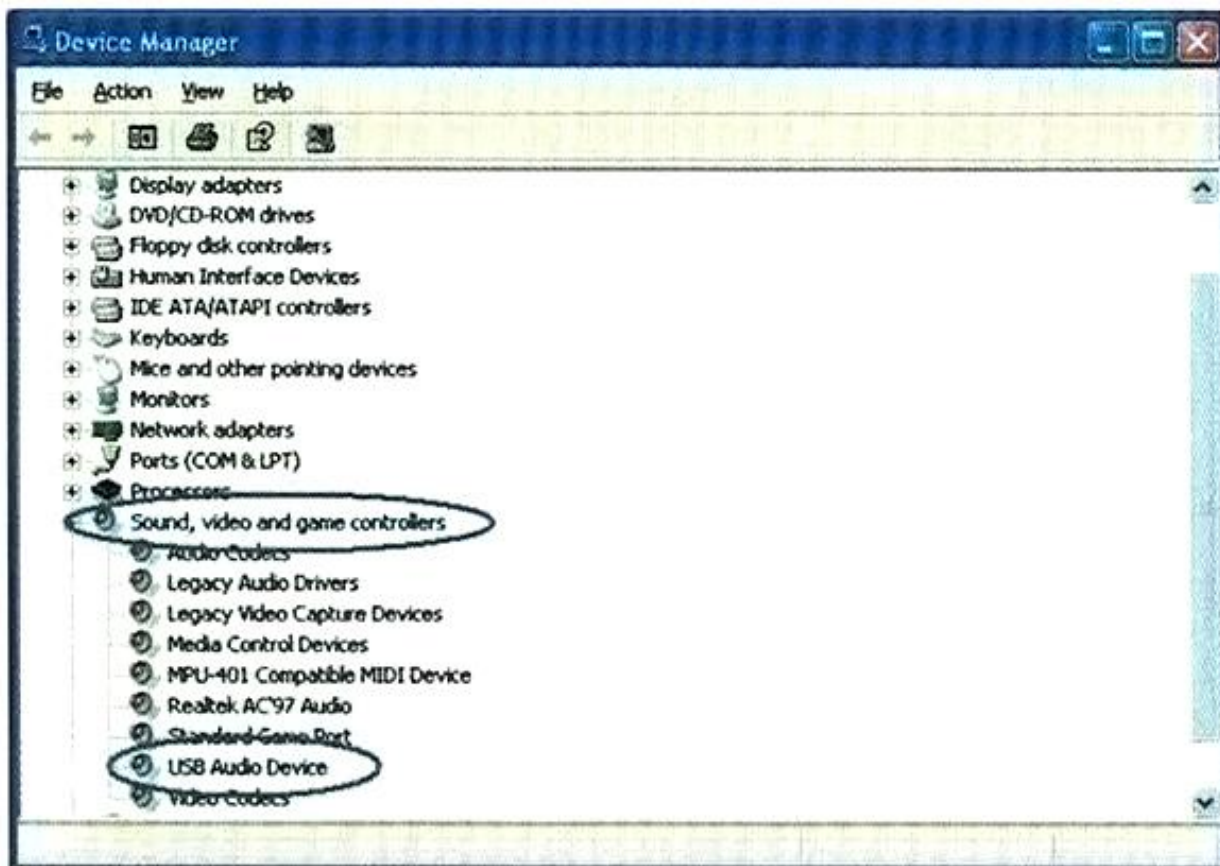 Device Manager
File Action View Help
Display adapters
DVD/CD-ROM drives
Floppy disk controllers
Human Interface Devices
IDE ATA/ATAPI controllers
Keyboards
Mice and other pointing devices
Monitors
Network adapters
Ports (COM & LPT)
Processors
Sound, video and game controllers
Audio Codecs
Legacy Audio Drivers
Legacy Video Capture Devices
Media Control Devices
MPU-401 Compatible MIDI Device
Realtek AC'97 Audio
Standard Game Port
USB Audio Device
Video Codecs